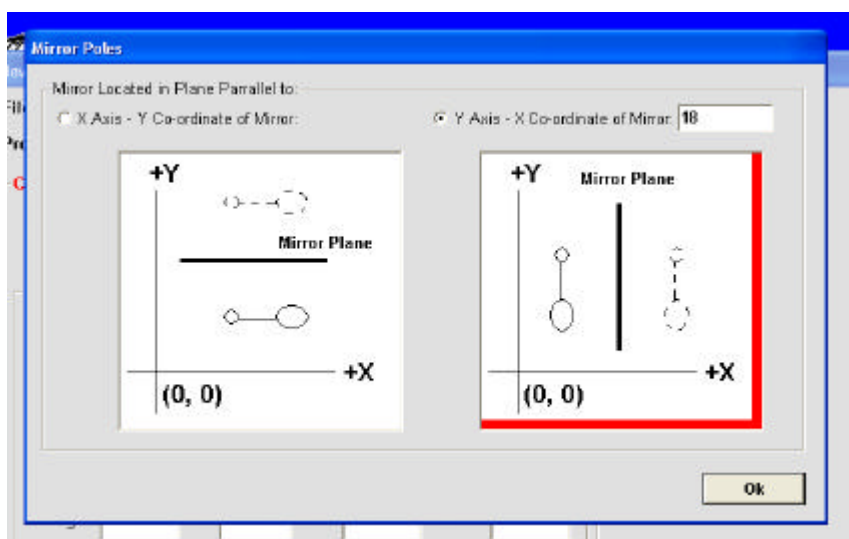 Mirror Poles
Mirror Located in Plane Parrallel to:
X Axis - Y Co-ordinate of Mirror:
Y Axis - X Co-ordinate of Mirror: 18
+Y
Mirror Plane
+X
(0, 0)
+Y
Mirror Plane
+X
(0, 0)
Ok